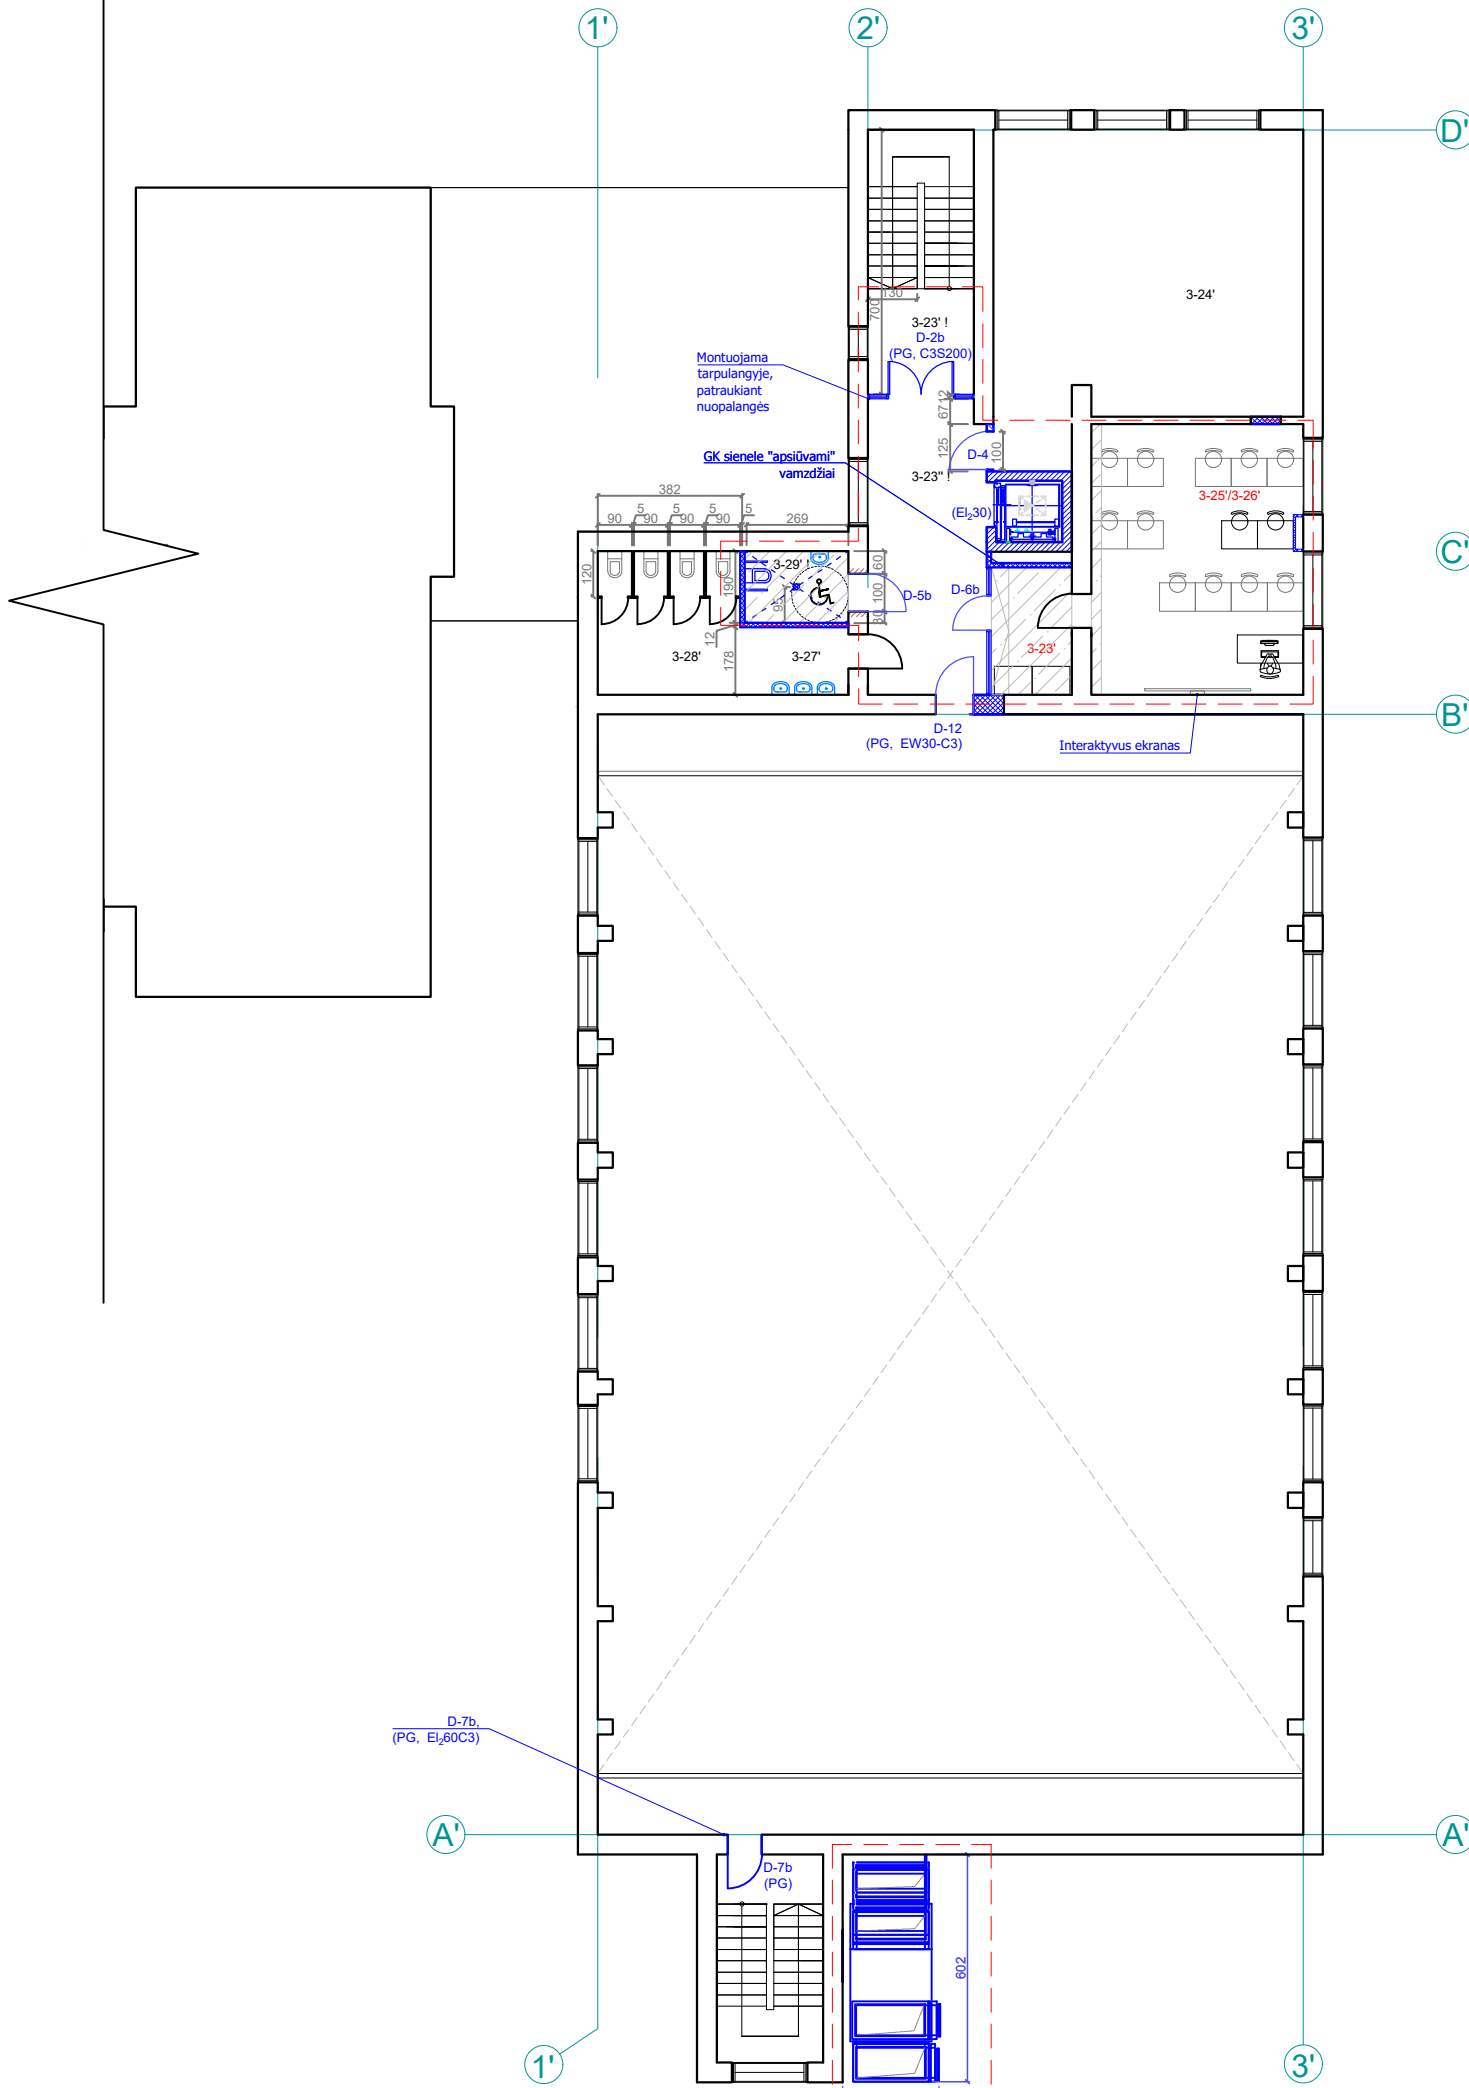 1'
2'
3'
D'
3-24'
130
700
3-23' !
D-2b
(PG, C3S200)
Montuojama
tarpulangyje,
patraukiant
nuopalangės
12
67
125
100
D-4
GK sienele "apsiūvami"
vamzdžiai
3-23" !
3-25'/3-26'
382
5
5
5
5
90
90
90
90
269
(EI₂30)
C'
120
190
95
3-29' !
60
100
30
D-5b
D-6b
12
178
3-28'
3-27'
3-23'
B'
D-12
(PG, EW30-C3)
Interaktyvus ekranas
D-7b,
(PG, EI₂60C3)
A'
A'
D-7b
(PG)
602
1'
3'